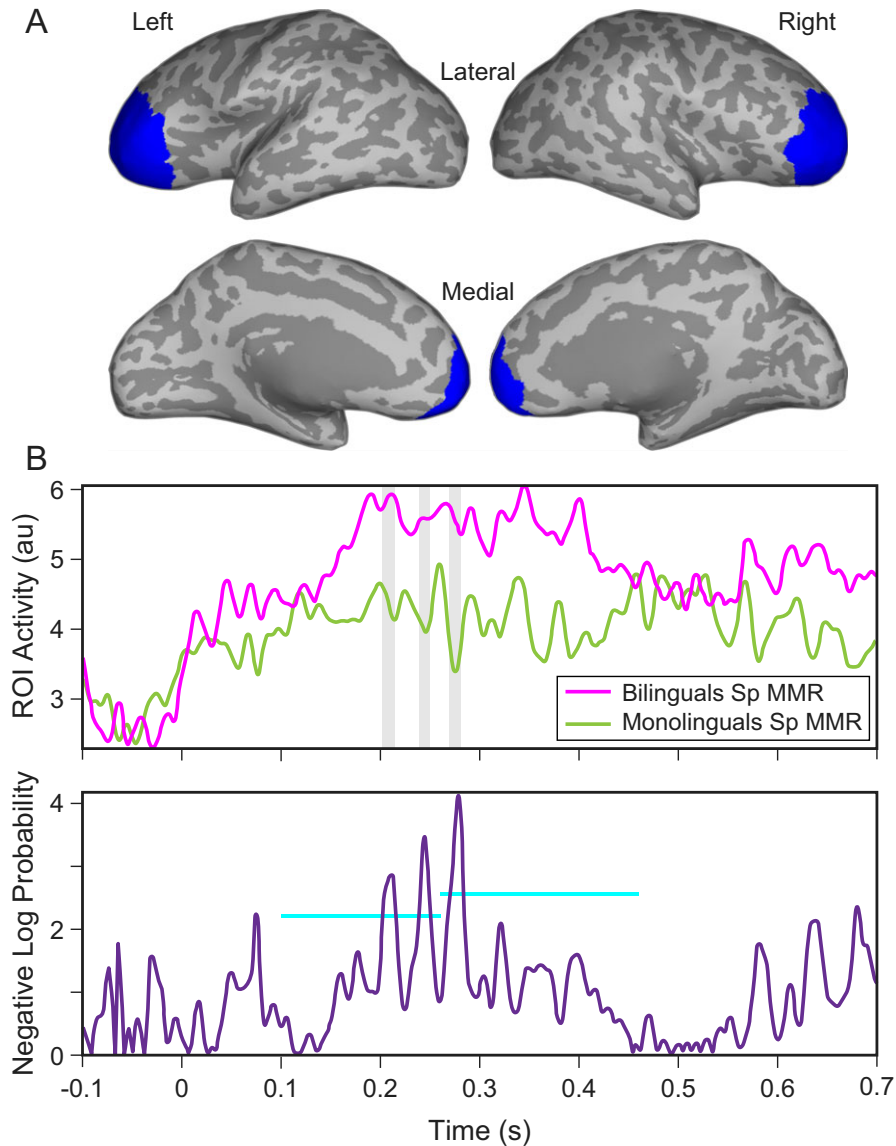 A
Left
Right
Lateral
Medial
B
6
5
4
3
ROI Activity (au)
Bilinguals Sp MMR
Monolinguals Sp MMR
4
2
0
Negative Log Probability
-0.1 0 0.1 0.2 0.3 0.4 0.5 0.6 0.7
Time (s)